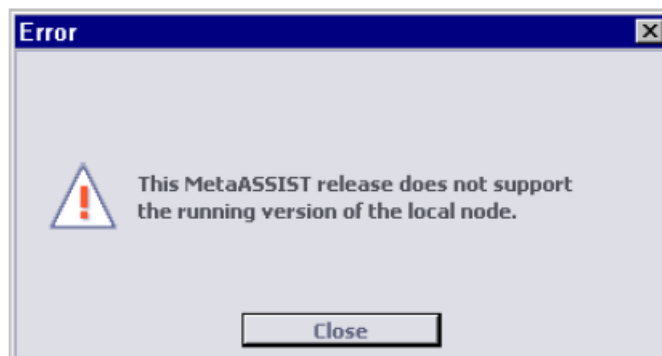 Error
This MetaASSIST release does not support
the running version of the local node.
Close